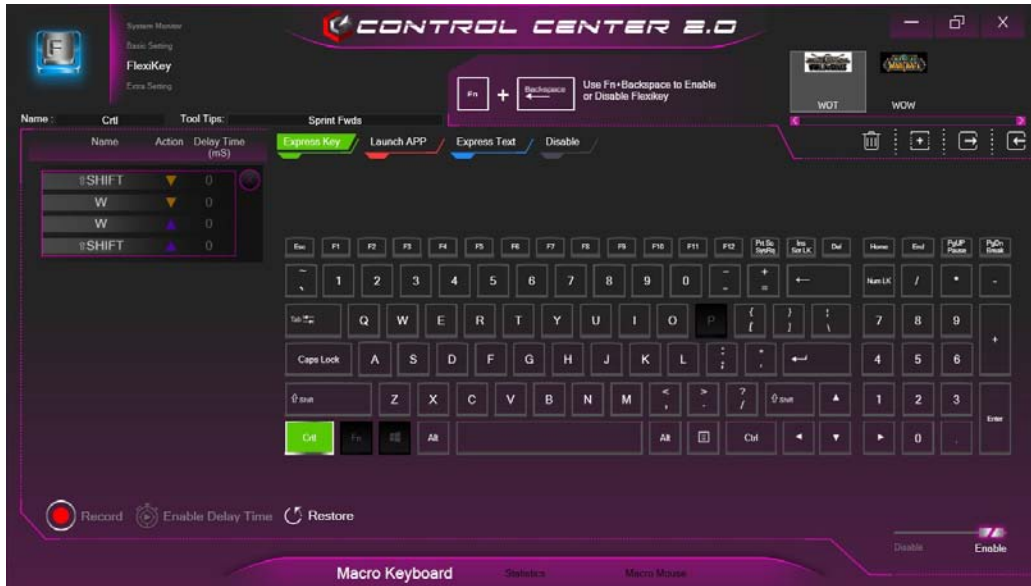 CONTROL CENTER 2.0
X
System Monitor
Basic Setting
FlexiKey
Extra Setting
F
Fn + Backspace
Use Fn+Backspace to Enable
or Disable Flexikey
WOT WOW
Name : Crtl Tool Tips: Sprint Fwds
Name Action Delay Time
(mS)
Express Key Launch APP Express Text Disable
⇧SHIFT ▼ 0
W ▼ 0
W ▲ 0
⇧SHIFT ▲ 0
Esc F1 F2 F3 F4 F5 F6 F7 F8 F9 F10 F11 F12 Prt Sc Ins Del Home End PgUP PgDn
SysRq Scr LK Pause Break
~ 1 2 3 4 5 6 7 8 9 0 - + ← Num LK / * -
` _ =
Tab Q W E R T Y U I O P { } | 7 8 9 +
[ ] \
Caps Lock A S D F G H J K L : " ↵ 4 5 6
; '
⇧ Shift Z X C V B N M < > ? ⇧ Shift ▲ 1 2 3 Enter
, . /
Crtl Fn Alt Alt Ctrl ◄ ▼ ► 0 .
Record Enable Delay Time Restore
Disable Enable
Macro Keyboard Statistics Macro Mouse